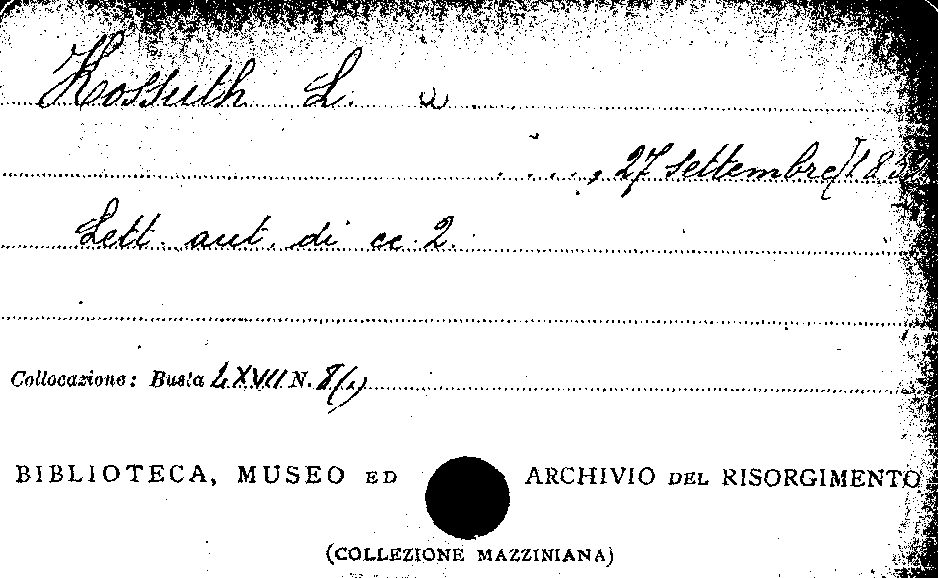 Kossuth L. a
..., 27 settembre [18
Lett. aut. di cc. 2.
Collocazione: Busta LXVII N. 8(1)
BIBLIOTECA, MUSEO ED ARCHIVIO DEL RISORGIMENTO
(COLLEZIONE MAZZINIANA)